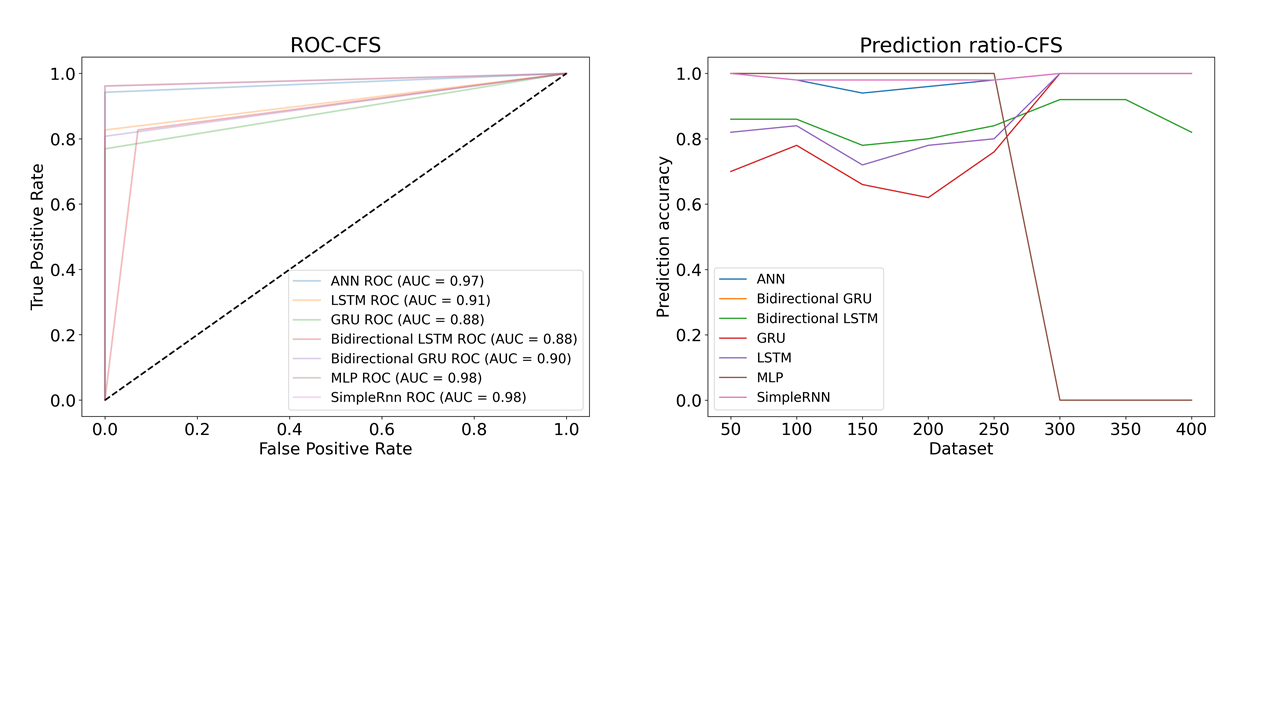 ROC-CFS
True Positive Rate
1.0
0.8
0.6
0.4
0.2
0.0
ANN ROC (AUC = 0.97)
LSTM ROC (AUC = 0.91)
GRU ROC (AUC = 0.88)
Bidirectional LSTM ROC (AUC = 0.88)
Bidirectional GRU ROC (AUC = 0.90)
MLP ROC (AUC = 0.98)
SimpleRnn ROC (AUC = 0.98)
0.0 0.2 0.4 0.6 0.8 1.0
False Positive Rate
Prediction ratio-CFS
Prediction accuracy
1.0
0.8
0.6
0.4
0.2
0.0
ANN
Bidirectional GRU
Bidirectional LSTM
GRU
LSTM
MLP
SimpleRNN
50 100 150 200 250 300 350 400
Dataset